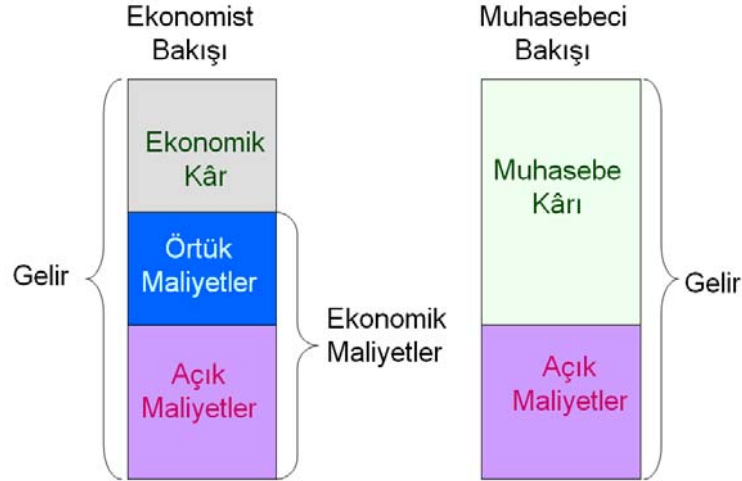 Ekonomist
Bakışı
Muhasebeci
Bakışı
Ekonomik
Kâr
Örtük
Maliyetler
Açık
Maliyetler
Gelir
Ekonomik
Maliyetler
Muhasebe
Kârı
Açık
Maliyetler
Gelir